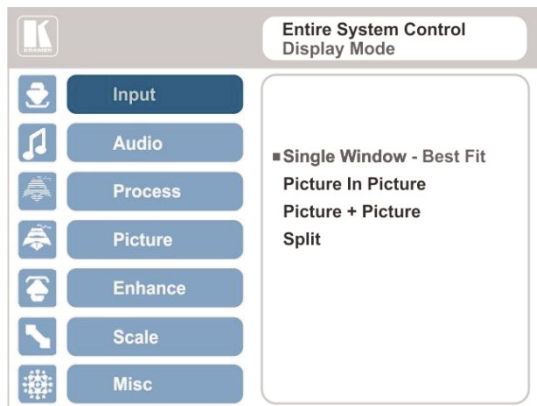 KRAMER
Entire System Control
Display Mode
Input
Audio
Process
Picture
Enhance
Scale
Misc
Single Window - Best Fit
Picture In Picture
Picture + Picture
Split